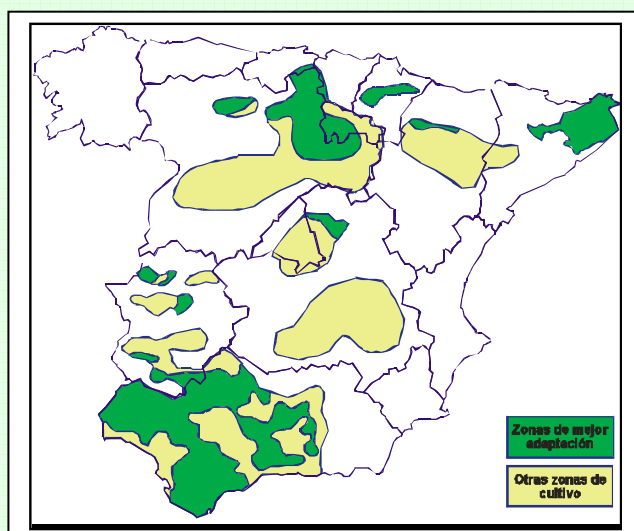 Zonas de mejor
adaptación
Otras zonas de
cultivo